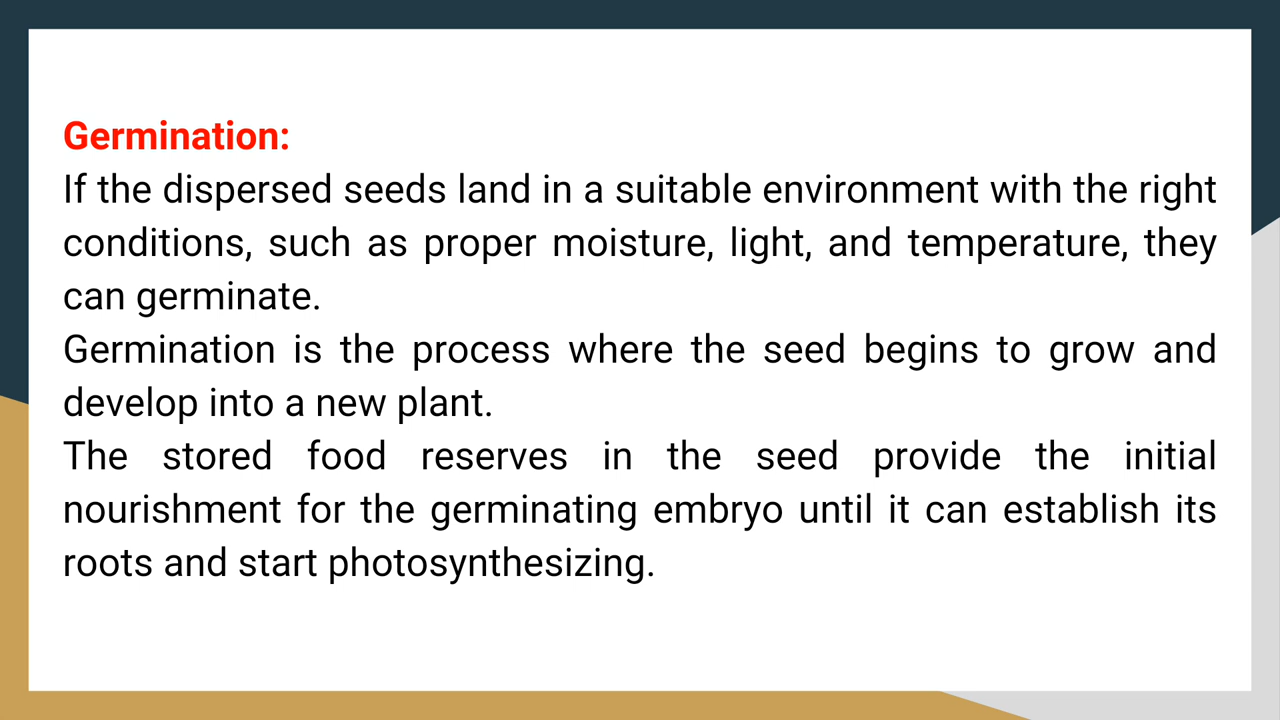 Germination:
If the dispersed seeds land in a suitable environment with the right
conditions, such as proper moisture, light, and temperature, they
can germinate.
Germination is the process where the seed begins to grow and
develop into a new plant.
The stored food reserves in the seed provide the initial
nourishment for the germinating embryo until it can establish its
roots and start photosynthesizing.